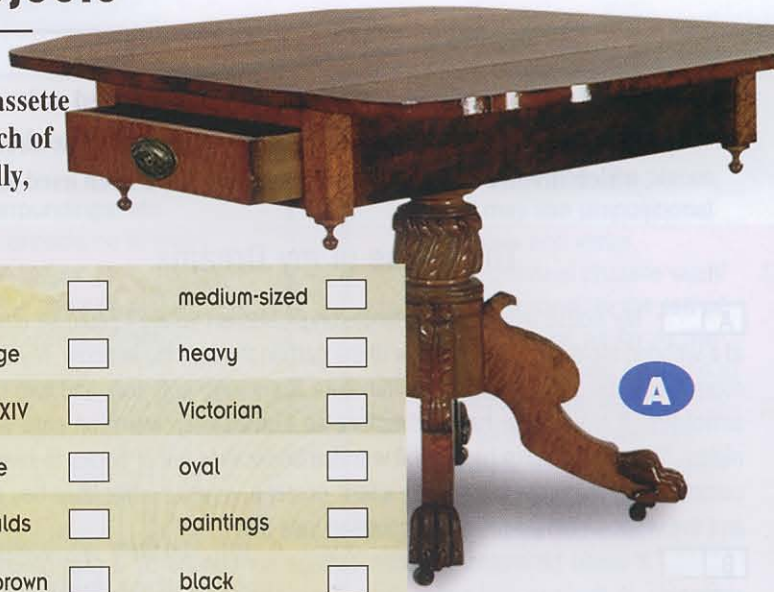 assette
ch of
lly,
medium-sized
ge heavy
XIV Victorian
e oval
lds paintings
brown black
A